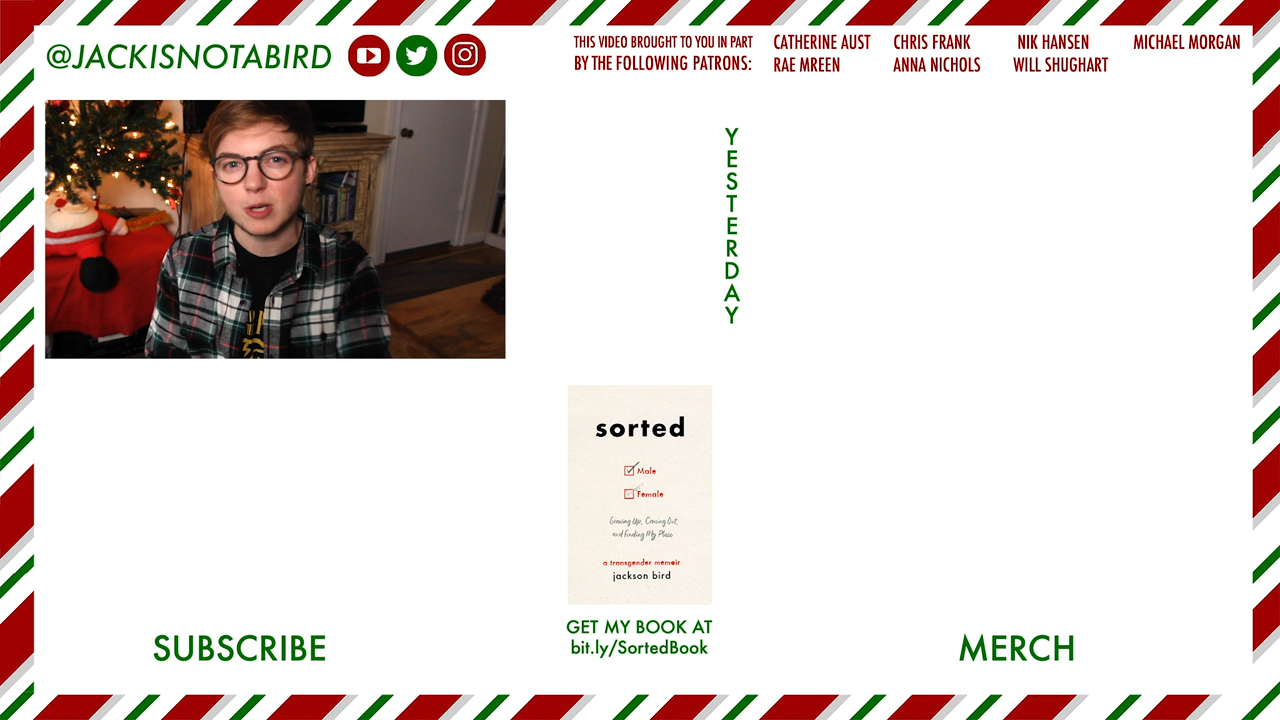 @JACKISNOTABIRD
THIS VIDEO BROUGHT TO YOU IN PART
BY THE FOLLOWING PATRONS:
CATHERINE AUST
RAE MREEN
CHRIS FRANK
ANNA NICHOLS
NIK HANSEN
WILL SHUGHART
MICHAEL MORGAN
YESTERDAY
sorted
Male
Female
Growing Up, Coming Out,
and Finding My Place
a transgender memoir
jackson bird
GET MY BOOK AT
bit.ly/SortedBook
SUBSCRIBE
MERCH